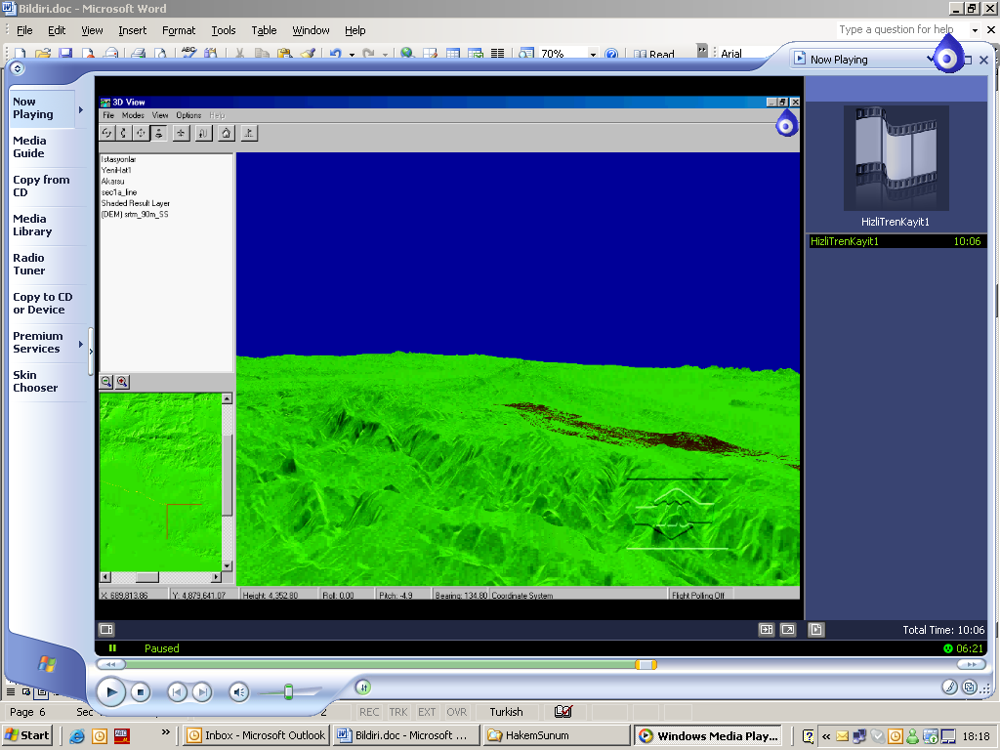 Bildiri.doc - Microsoft Word
File Edit View Insert Format Tools Table Window Help
Type a question for help
70%
Read
Arial
Now Playing
Now Playing
Media Guide
Copy from CD
Media Library
Radio Tuner
Copy to CD or Device
Premium Services
Skin Chooser
3D View
File Modes View Options Help
Istasyonlar
YeniHat1
Akarsu
sec1a_line
Shaded Result Layer
(DEM) srtm_90m_SS
X: 689,813.86 Y: 4,879,641.07 Height: 4,352.80 Roll: 0.00 Pitch: -4.9 Bearing: 134.80 Coordinate System Flight Polling Off
HizliTrenKayit1
HizliTrenKayit1 10:06
Total Time: 10:06
Paused
06:21
Page 6 Sec 2 REC TRK EXT OVR Turkish
Start
ABC
»
Inbox - Microsoft Outlook
Bildiri.doc - Microsoft ...
HakemSunum
Windows Media Play...
«
18:18